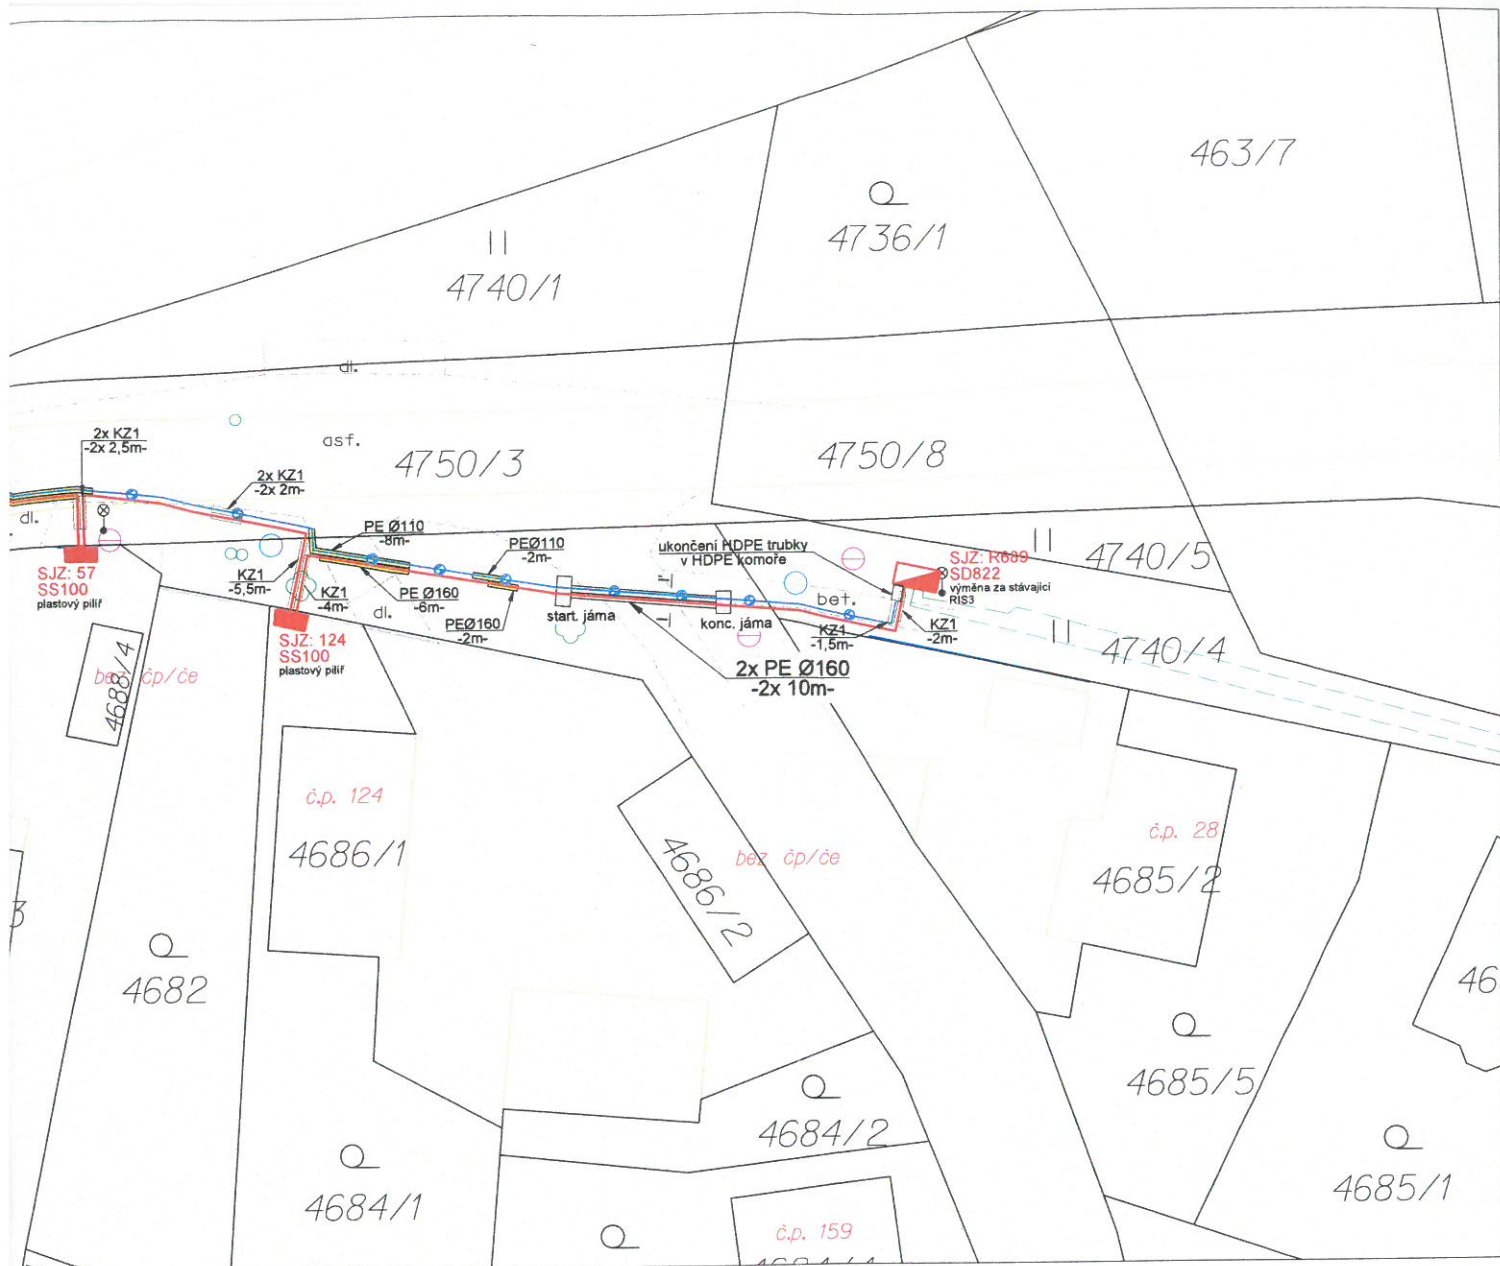 463/7
4736/1
4740/1
dl.
asf.
4750/3
4750/8
2x KZ1
-2x 2,5m-
2x KZ1
-2x 2m-
dl.
PE Ø110
-8m-
PEØ110
-2m-
ukončení HDPE trubky
v HDPE komoře
4740/5
SJZ: R689
SD822
výměna za stávající
RIS3
SJZ: 57
SS100
plastový pilíř
KZ1
-5,5m-
KZ1
-4m-
dl.
PE Ø160
-6m-
PEØ160
-2m-
start. jáma
konc. jáma
bet.
KZ1
-1,5m-
KZ1
-2m-
4740/4
SJZ: 124
SS100
plastový pilíř
2x PE Ø160
-2x 10m-
bez čp/če
4688/4
č.p. 124
4686/1
4686/2
bez čp/če
č.p. 28
4685/2
3
4682
46
4685/5
4684/2
4684/1
4685/1
č.p. 159